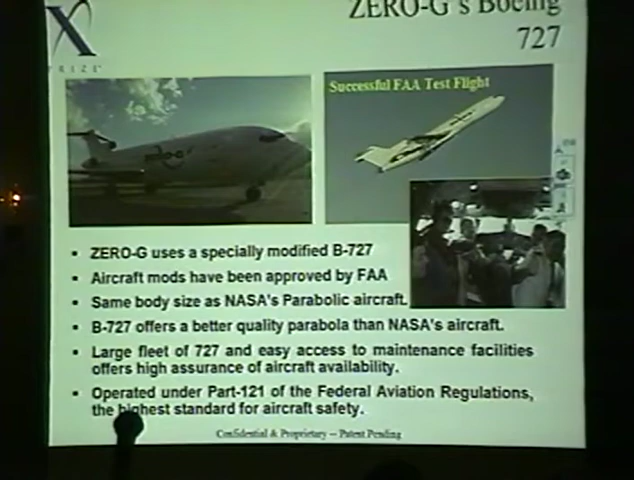 ZERO-G's Boeing
727
X
PRIZE
Successful FAA Test Flight
ZERO-G
• ZERO-G uses a specially modified B-727
• Aircraft mods have been approved by FAA
• Same body size as NASA's Parabolic aircraft.
• B-727 offers a better quality parabola than NASA's aircraft.
• Large fleet of 727 and easy access to maintenance facilities
offers high assurance of aircraft availability.
• Operated under Part-121 of the Federal Aviation Regulations,
the highest standard for aircraft safety.
Confidential & Proprietary -- Patent Pending